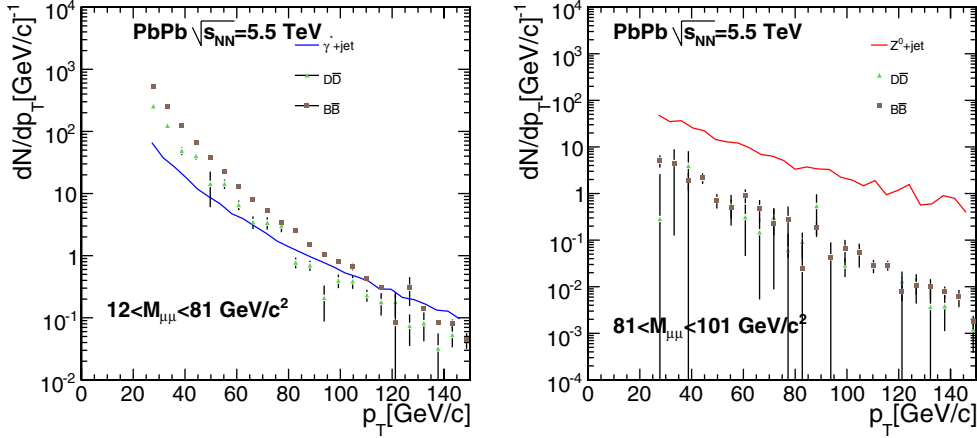 PbPb √s_NN=5.5 TeV
γ*+jet
DD̅
BB̅
dN/dp_T[GeV/c]^-1
10^4
10^3
10^2
10
1
10^-1
10^-2
12<M_μμ<81 GeV/c^2
0 20 40 60 80 100 120 140
p_T[GeV/c]
PbPb √s_NN=5.5 TeV
Z^0+jet
DD̅
BB̅
dN/dp_T[GeV/c]^-1
10^4
10^3
10^2
10
1
10^-1
10^-2
10^-3
10^-4
81<M_μμ<101 GeV/c^2
0 20 40 60 80 100 120 140
p_T[GeV/c]